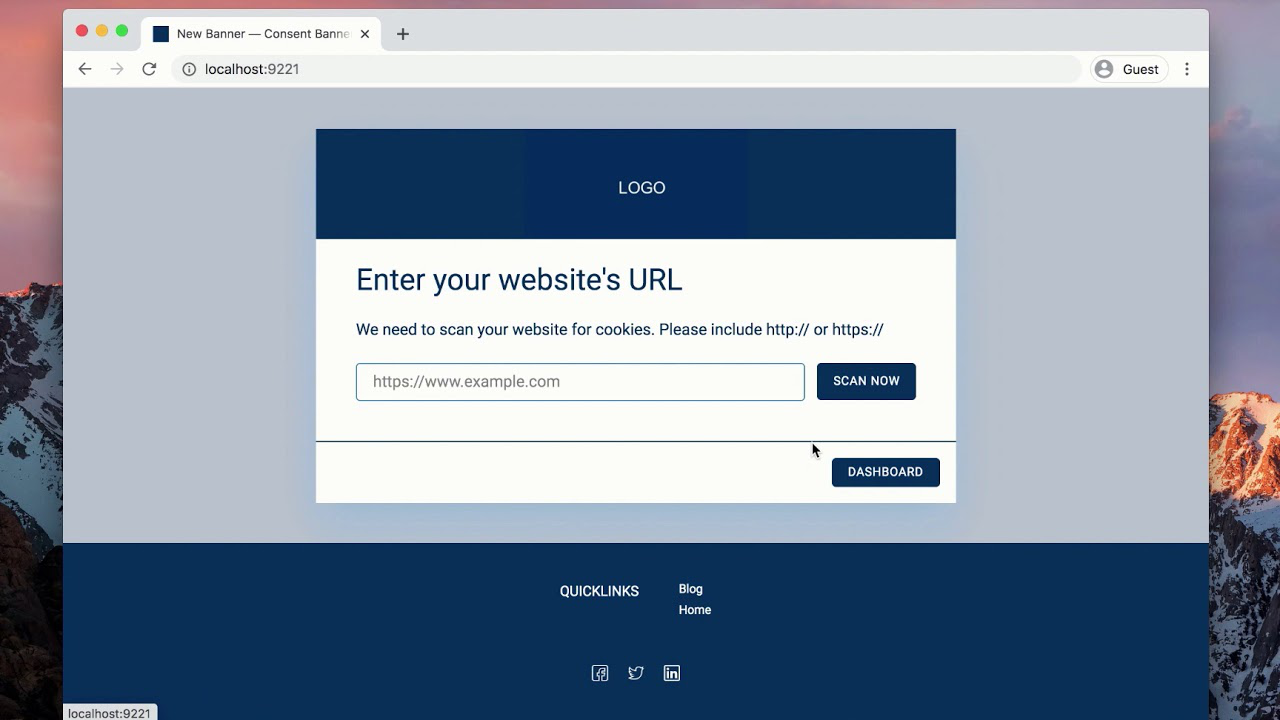 New Banner — Consent Banne
localhost:9221
Guest
LOGO
Enter your website's URL
We need to scan your website for cookies. Please include http:// or https://
https://www.example.com
SCAN NOW
DASHBOARD
QUICKLINKS
Blog
Home
localhost:9221